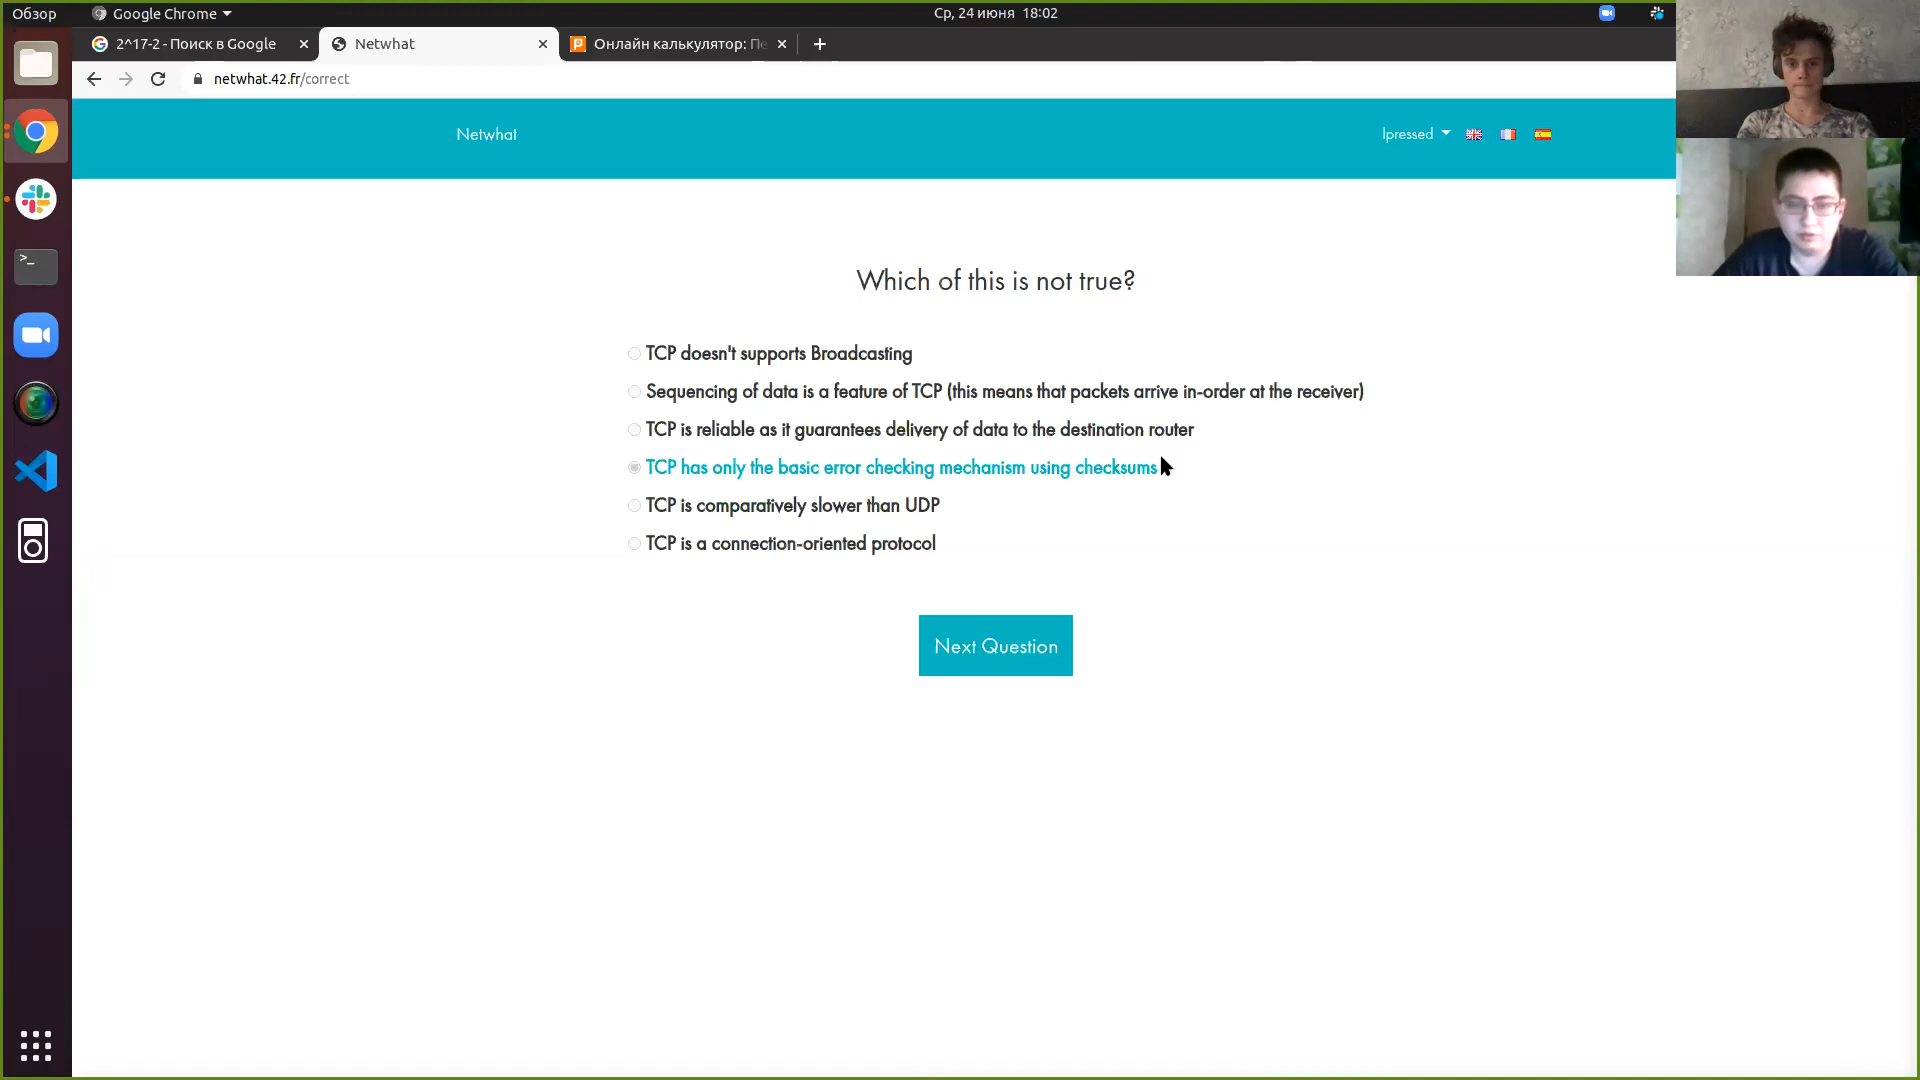 Обзор
Google Chrome
Ср, 24 июня 18:02
2^17-2 - Поиск в Google
Netwhat
Онлайн калькулятор: Пе
netwhat.42.fr/correct
Netwhat
lpressed
Which of this is not true?
TCP doesn't supports Broadcasting
Sequencing of data is a feature of TCP (this means that packets arrive in-order at the receiver)
TCP is reliable as it guarantees delivery of data to the destination router
TCP has only the basic error checking mechanism using checksums
TCP is comparatively slower than UDP
TCP is a connection-oriented protocol
Next Question